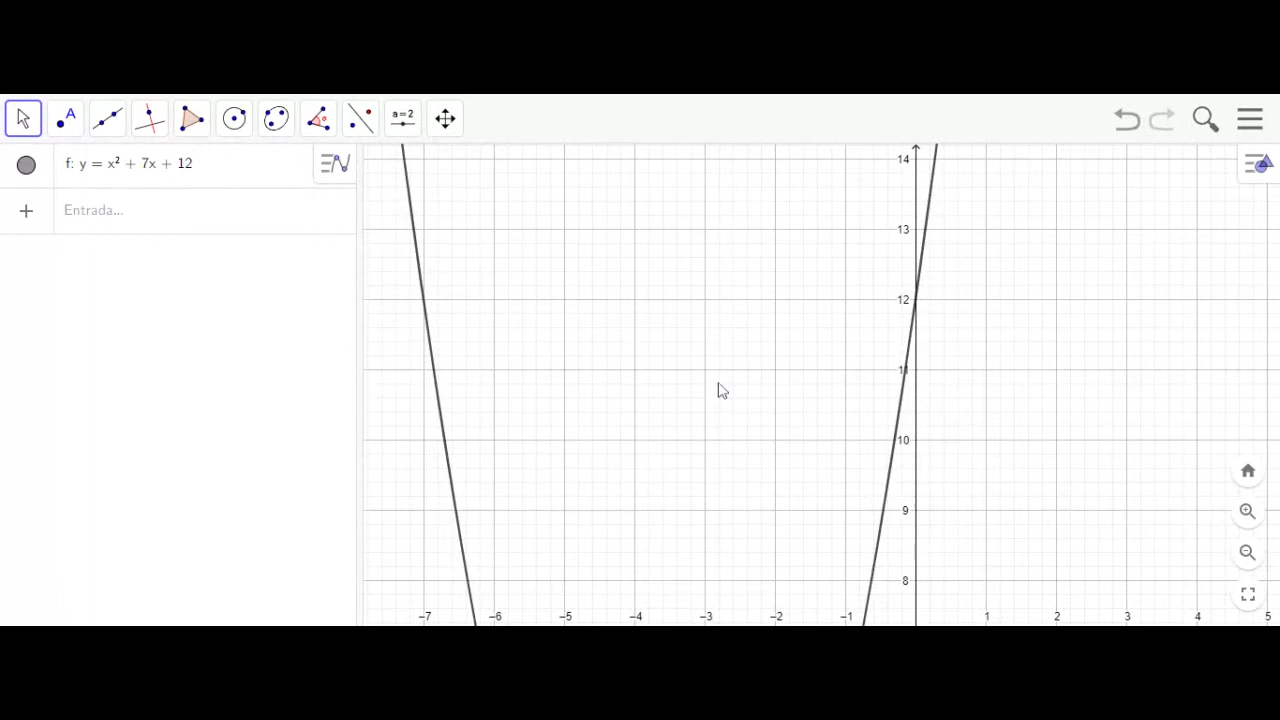 A
a=2
f: y = x² + 7x + 12
Entrada...
14
13
12
11
10
9
8
–7 –6 –5 –4 –3 –2 –1 1 2 3 4 5